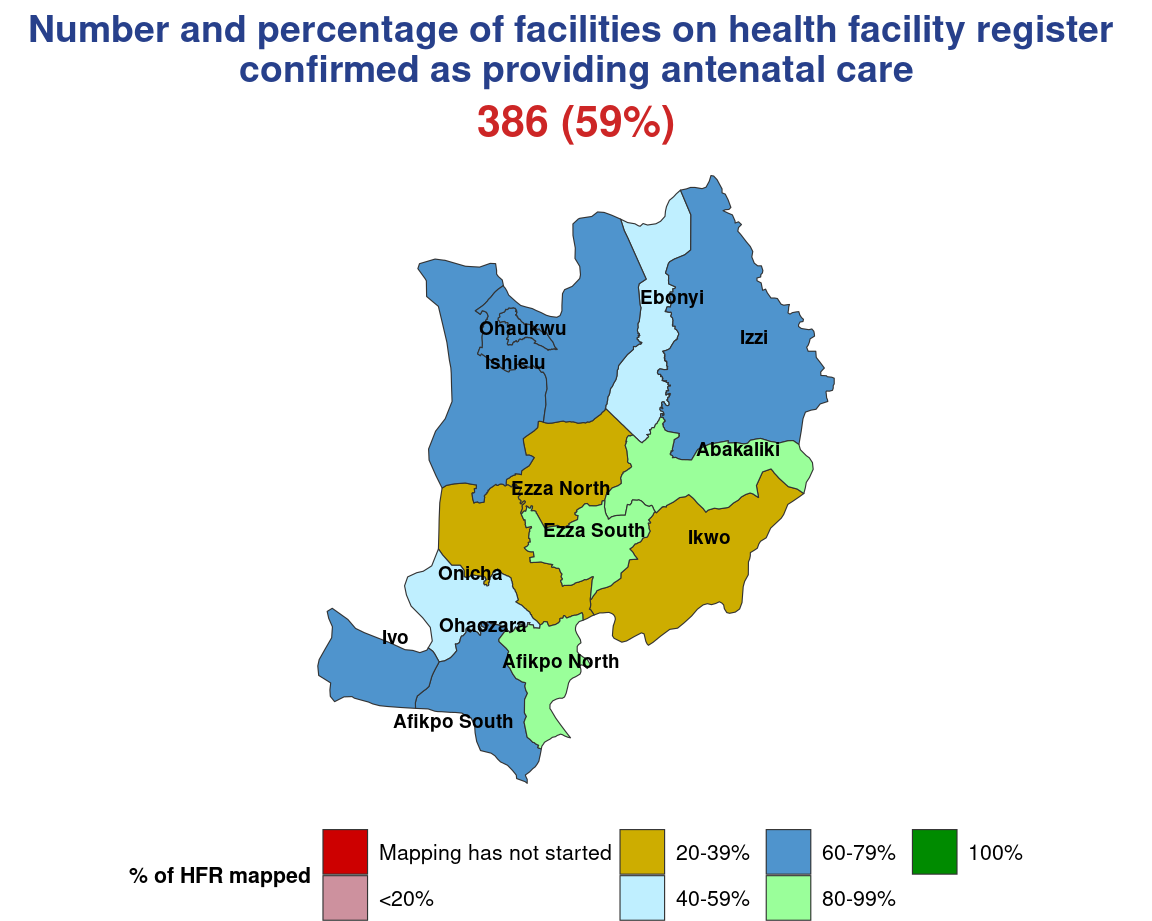 Number and percentage of facilities on health facility register
confirmed as providing antenatal care
386 (59%)
Ebonyi
Ohaukwu
Izzi
Ishielu
Abakaliki
Ezza North
Ezza South
Ikwo
Onicha
Ohaozara
Ivo
Afikpo North
Afikpo South
% of HFR mapped
Mapping has not started
<20%
20-39%
40-59%
60-79%
80-99%
100%